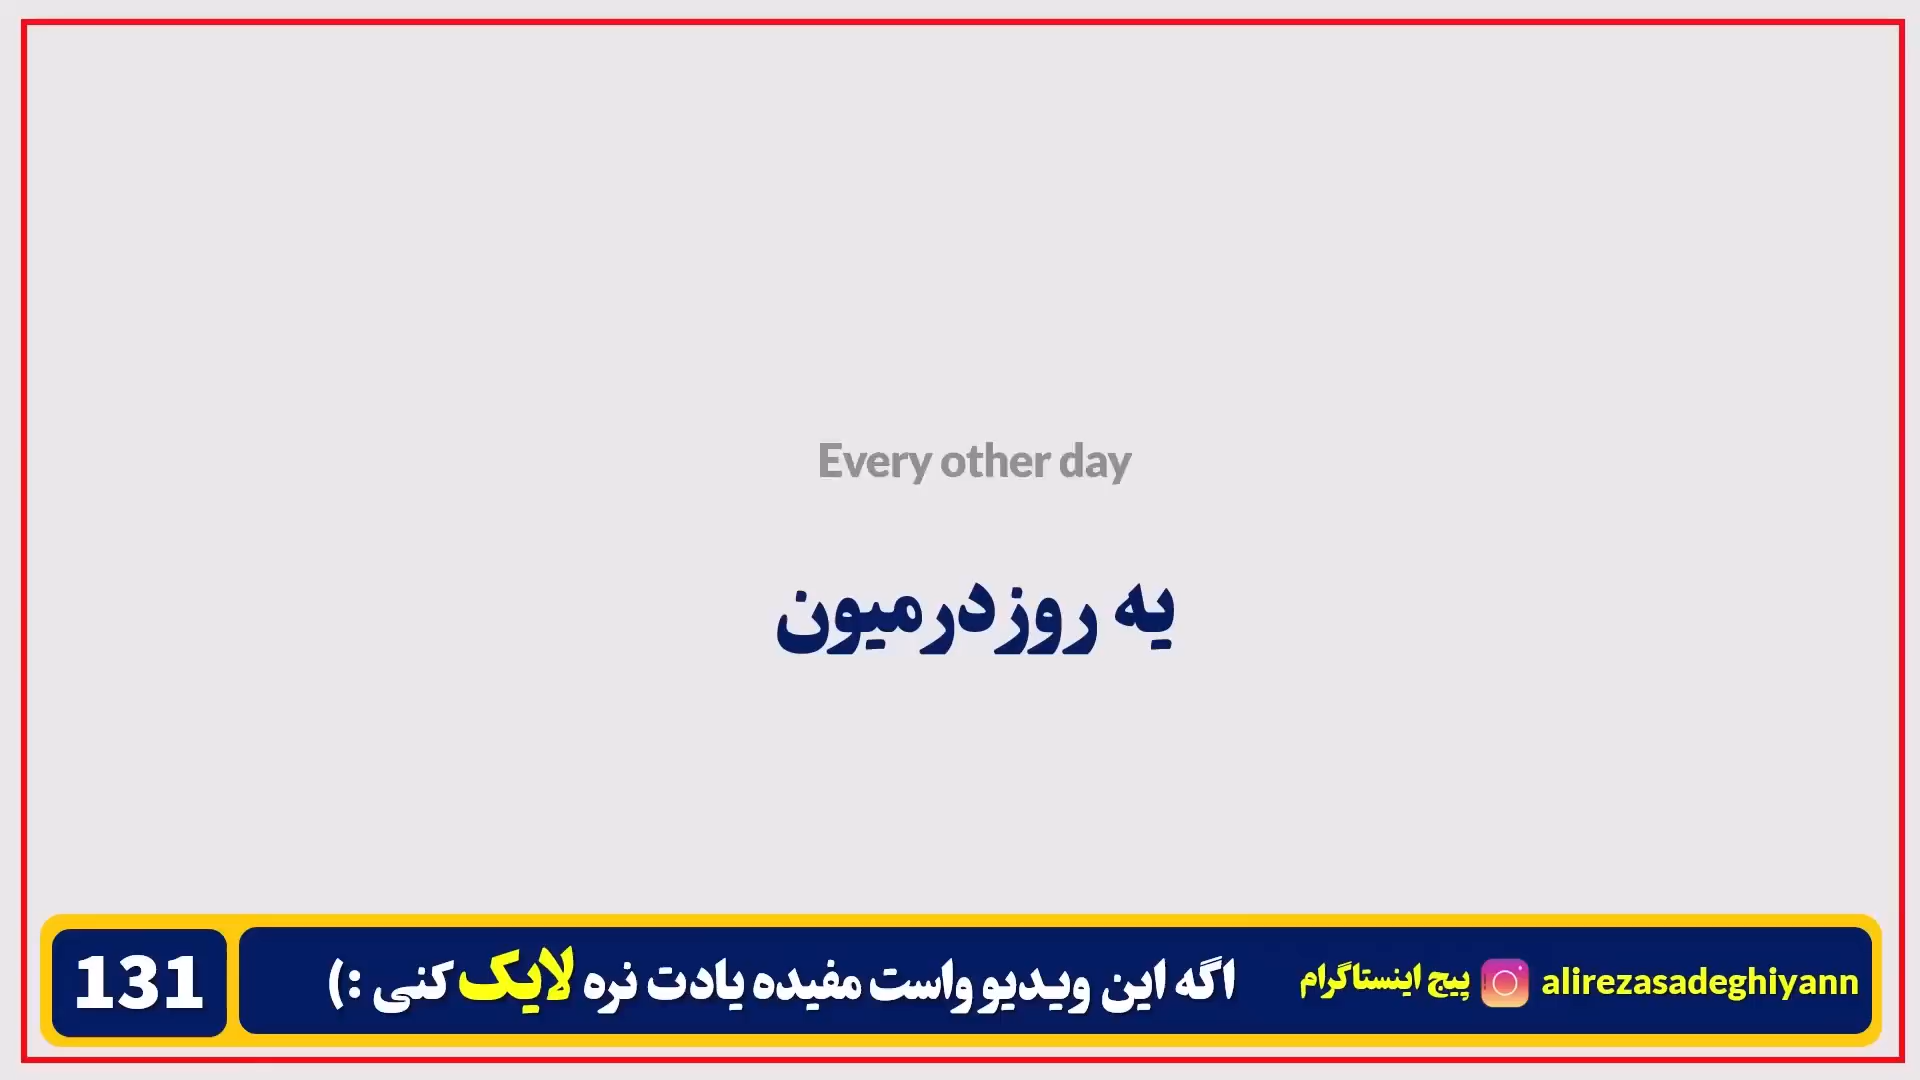 Every other day
یه روز درمیون
131
اگه این ویدیو واست مفیده یادت نره لایک کنی :)
پیج اینستاگرام alirezasadeghiyann